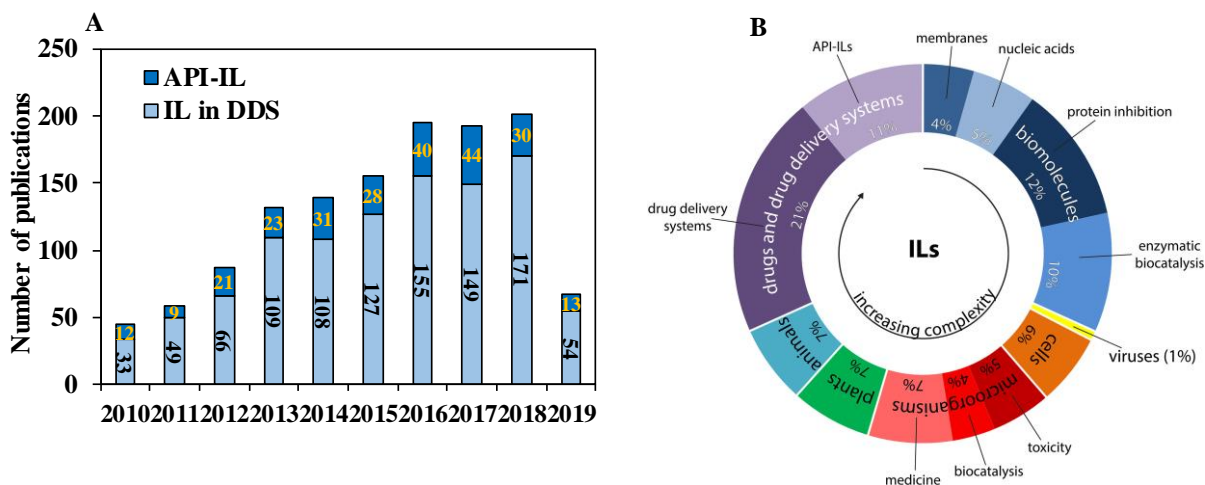 A
Number of publications
250
200
150
100
50
0
API-IL
IL in DDS
12
9
21
23
31
28
40
44
30
13
33
49
66
109
108
127
155
149
171
54
2010 2011 2012 2013 2014 2015 2016 2017 2018 2019
B
membranes
nucleic acids
protein inhibition
enzymatic
biocatalysis
viruses (1%)
toxicity
biocatalysis
medicine
drug delivery
systems
API-ILs
4%
5%
12%
biomolecules
10%
6%
cells
5%
4%
7%
microorganisms
7%
plants
7%
animals
21%
11%
drugs and drug delivery systems
ILs
increasing complexity